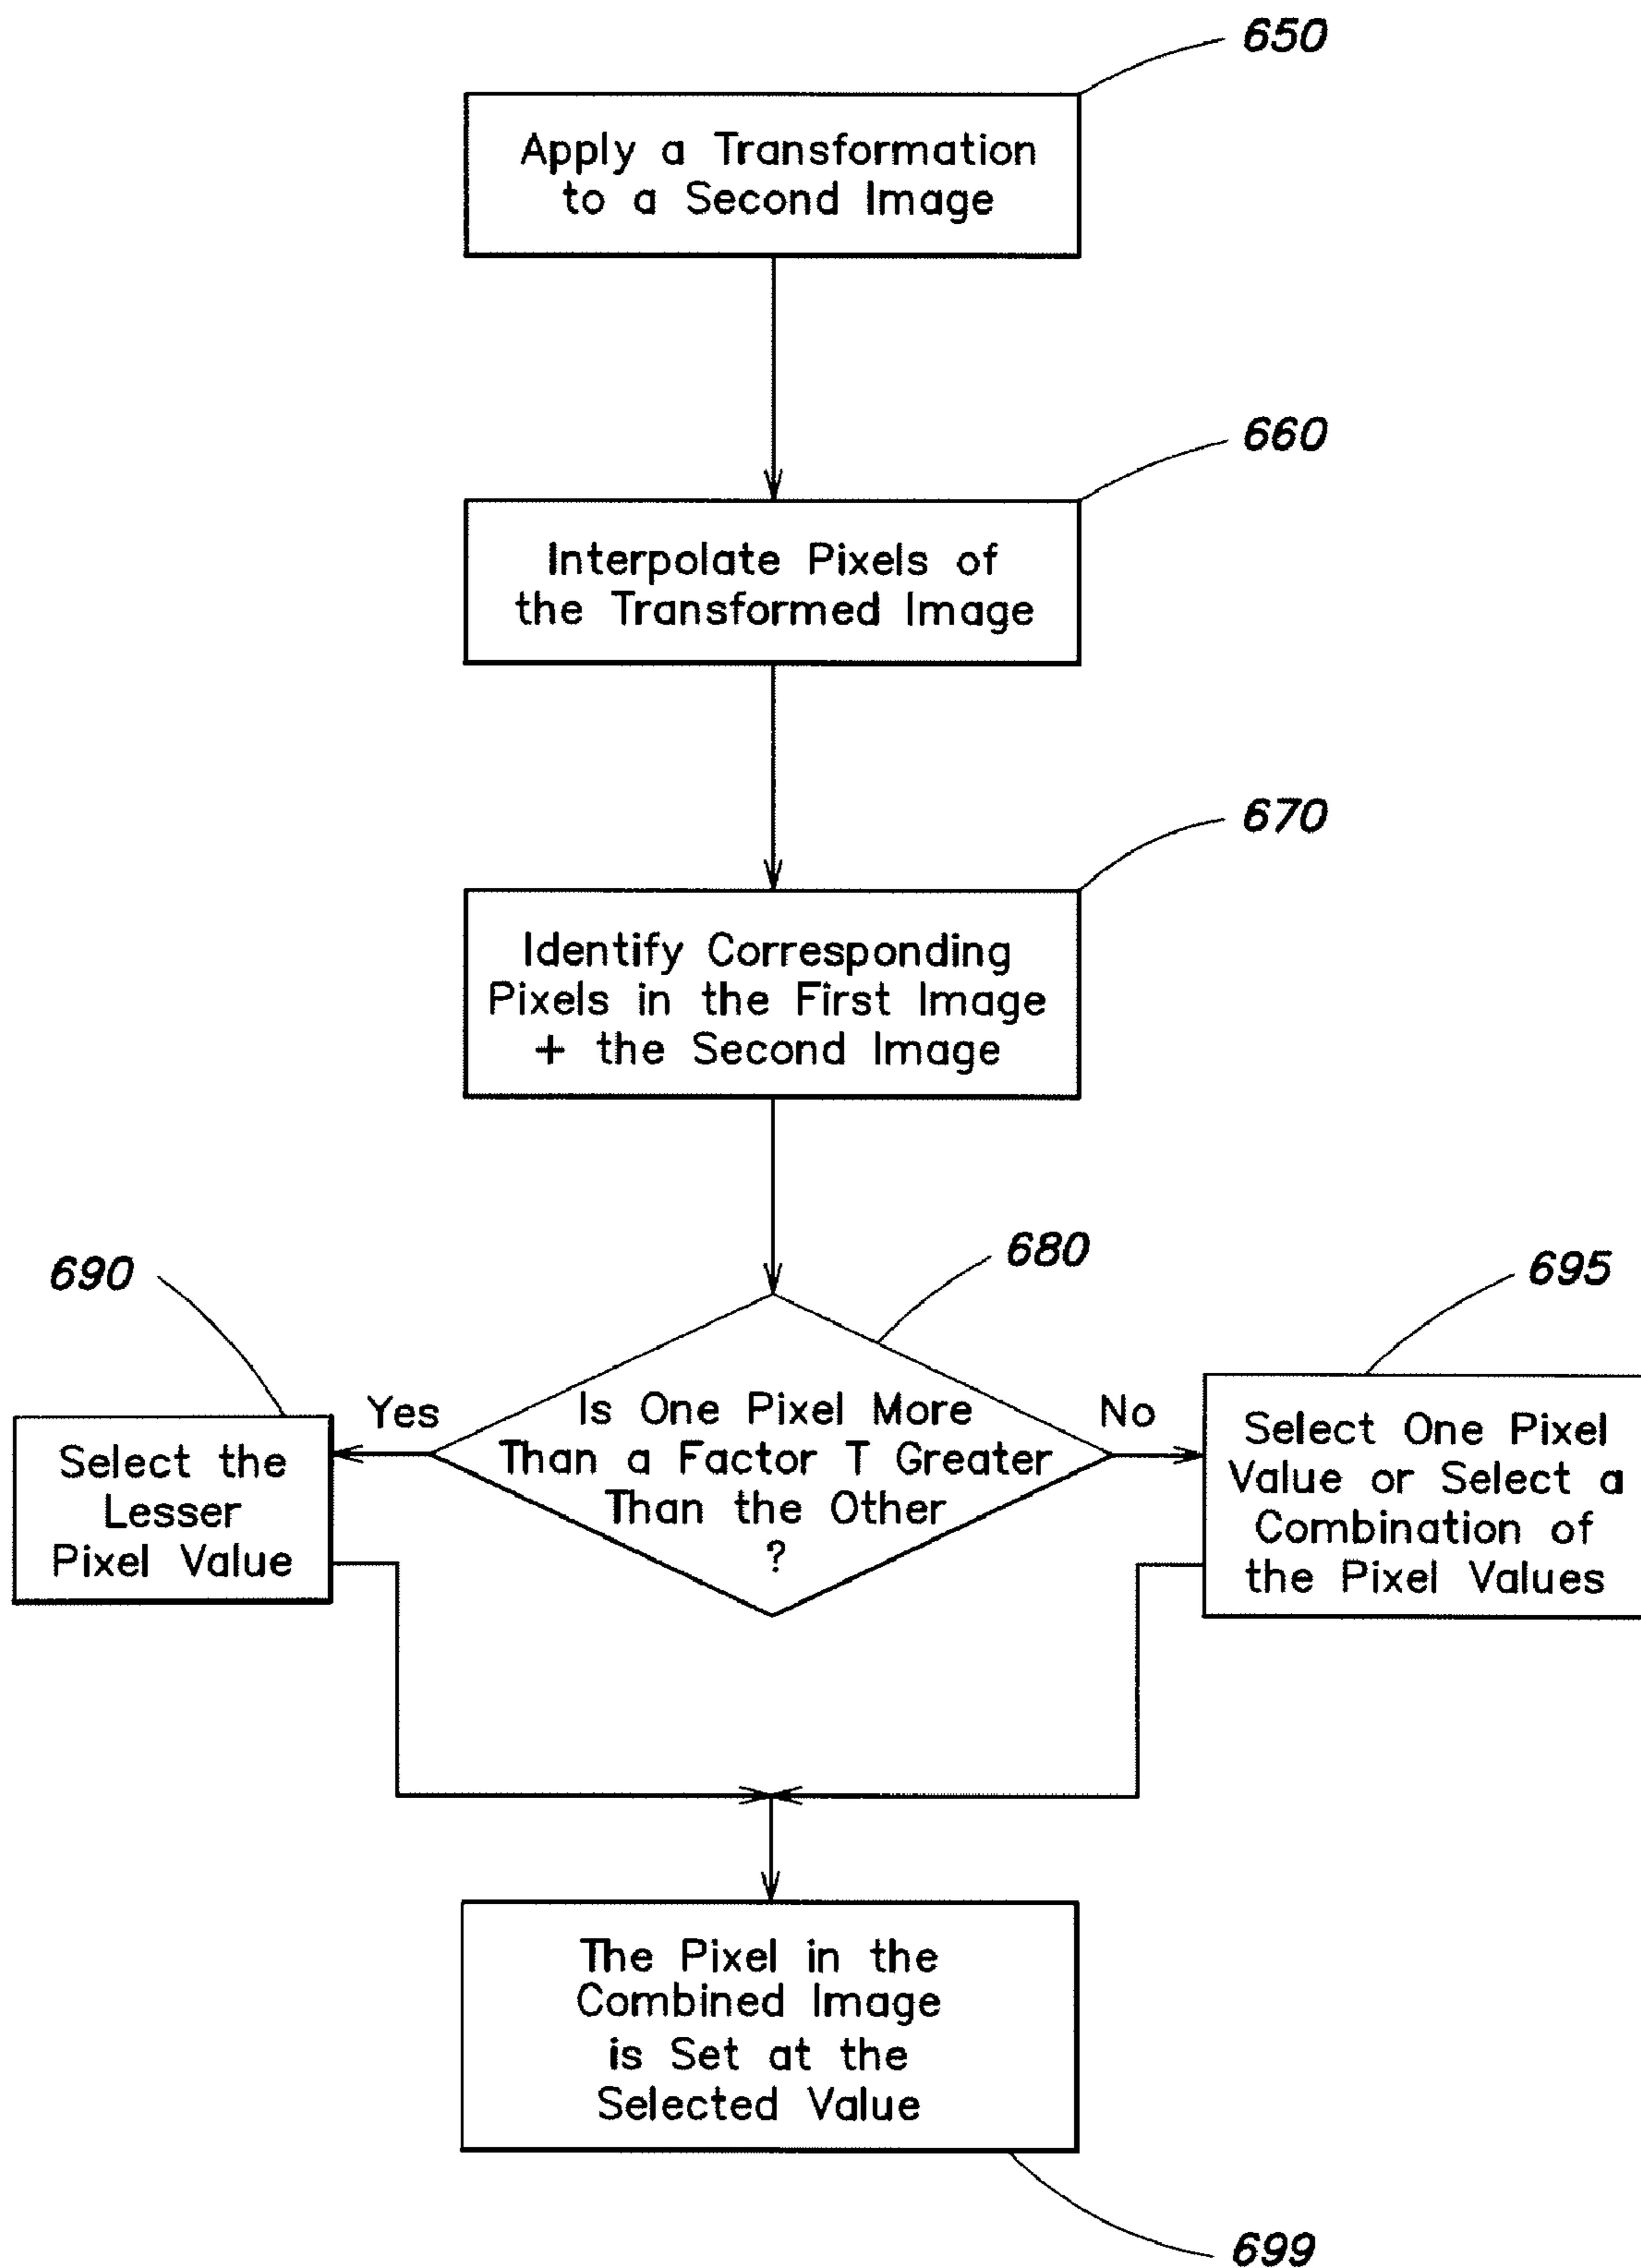 650
Apply a Transformation
to a Second Image
660
Interpolate Pixels of
the Transformed Image
670
Identify Corresponding
Pixels in the First Image
+ the Second Image
680
690
695
Yes
Is One Pixel More
Than a Factor T Greater
Than the Other
?
No
Select the
Lesser
Pixel Value
Select One Pixel
Value or Select a
Combination of
the Pixel Values
The Pixel in the
Combined Image
is Set at the
Selected Value
699